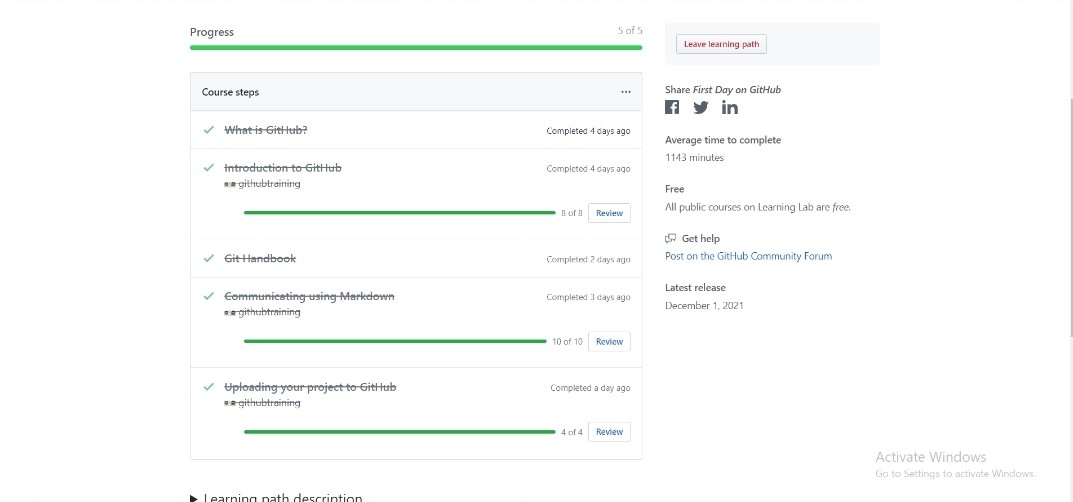 Progress
5 of 5
Course steps
...
What is GitHub?
Completed 4 days ago
Introduction to GitHub
Completed 4 days ago
githubtraining
8 of 8
Review
Git Handbook
Completed 2 days ago
Communicating using Markdown
Completed 3 days ago
githubtraining
10 of 10
Review
Uploading your project to GitHub
Completed a day ago
githubtraining
4 of 4
Review
Learning path description
Leave learning path
Share First Day on GitHub
Average time to complete
1143 minutes
Free
All public courses on Learning Lab are free.
Get help
Post on the GitHub Community Forum
Latest release
December 1, 2021
Activate Windows
Go to Settings to activate Windows.